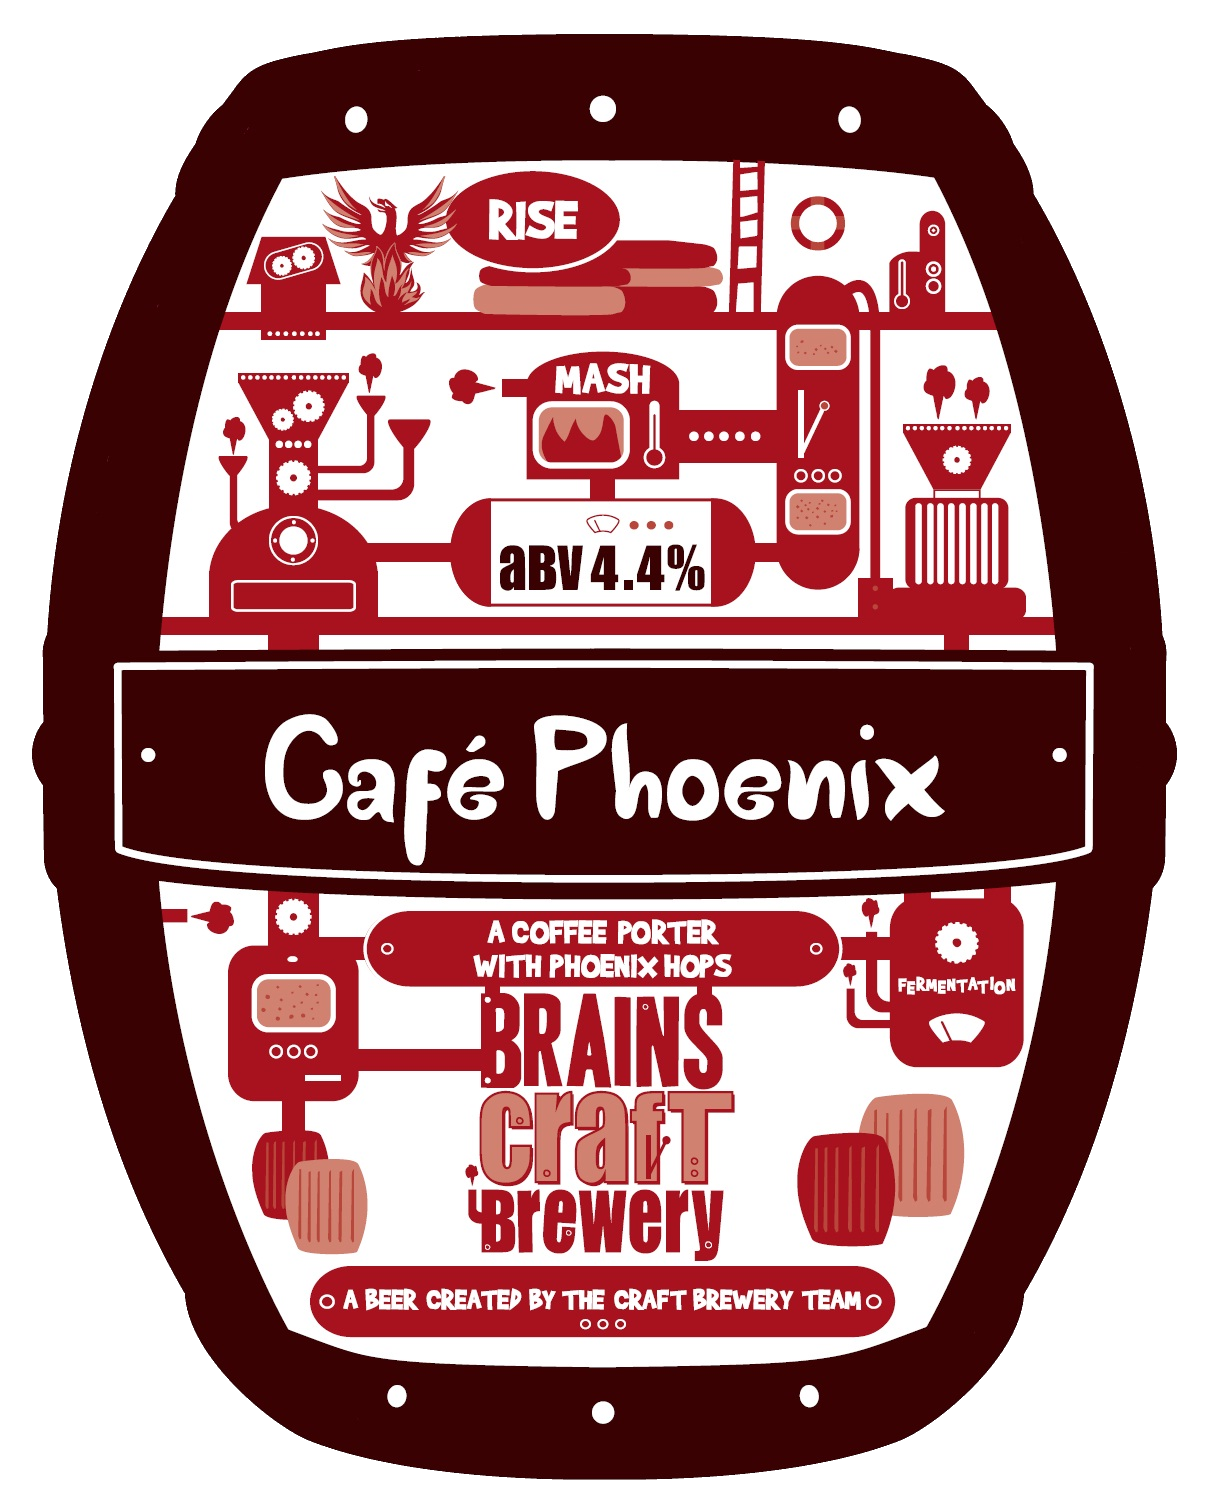 RISE
MASH
aBV 4.4%
Café Phoenix
A COFFEE PORTER
WITH PHOENIX HOPS
FERMENTATION
BRAINS
craft
Brewery
A BEER CREATED BY THE CRAFT BREWERY TEAM